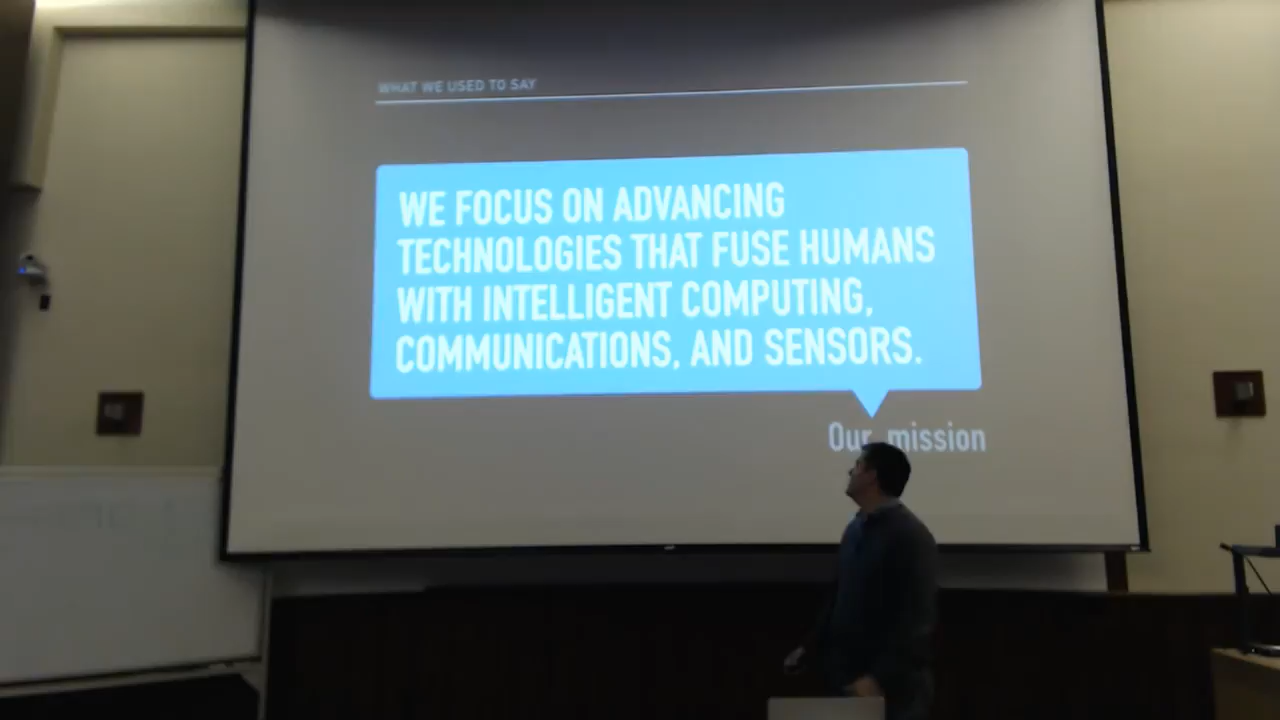 WHAT WE USED TO SAY
WE FOCUS ON ADVANCING
TECHNOLOGIES THAT FUSE HUMANS
WITH INTELLIGENT COMPUTING,
COMMUNICATIONS, AND SENSORS.
Our mission